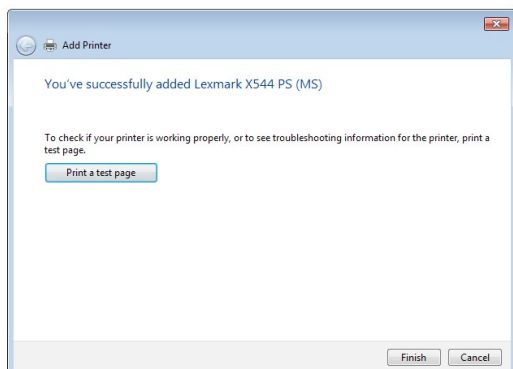 Add Printer
You've successfully added Lexmark X544 PS (MS)
To check if your printer is working properly, or to see troubleshooting information for the printer, print a
test page.
Print a test page
Finish Cancel